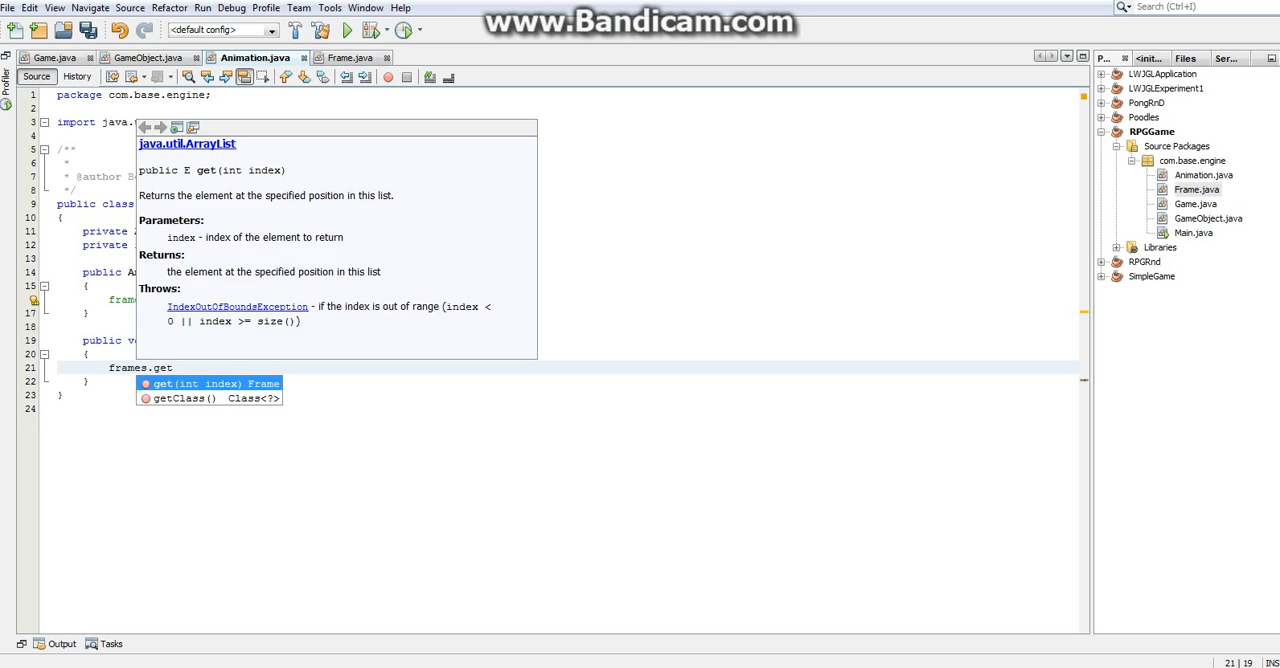 File Edit View Navigate Source Refactor Run Debug Profile Team Tools Window Help
www.Bandicam.com
Search (Ctrl+I)
<default config>
Game.java GameObject.java Animation.java Frame.java
P... <init... Files Ser...
Source History
Profiler
1 package com.base.engine;
2
3 import java.
4
5 /**
6 *
7 * @author B
8 */
9 public class
10 {
11 private
12 private
13
14 public An
15 {
16 frame
17 }
18
19 public v
20 {
21 frames.get
22 }
23 }
24
java.util.ArrayList
public E get(int index)
Returns the element at the specified position in this list.
Parameters:
index - index of the element to return
Returns:
the element at the specified position in this list
Throws:
IndexOutOfBoundsException - if the index is out of range (index <
0 || index >= size())
get(int index) Frame
getClass() Class<?>
LWJGLApplication
LWJGLExperiment1
PongRnD
Poodles
RPGGame
Source Packages
com.base.engine
Animation.java
Frame.java
Game.java
GameObject.java
Main.java
Libraries
RPGRnd
SimpleGame
Output Tasks
21 | 19 INS